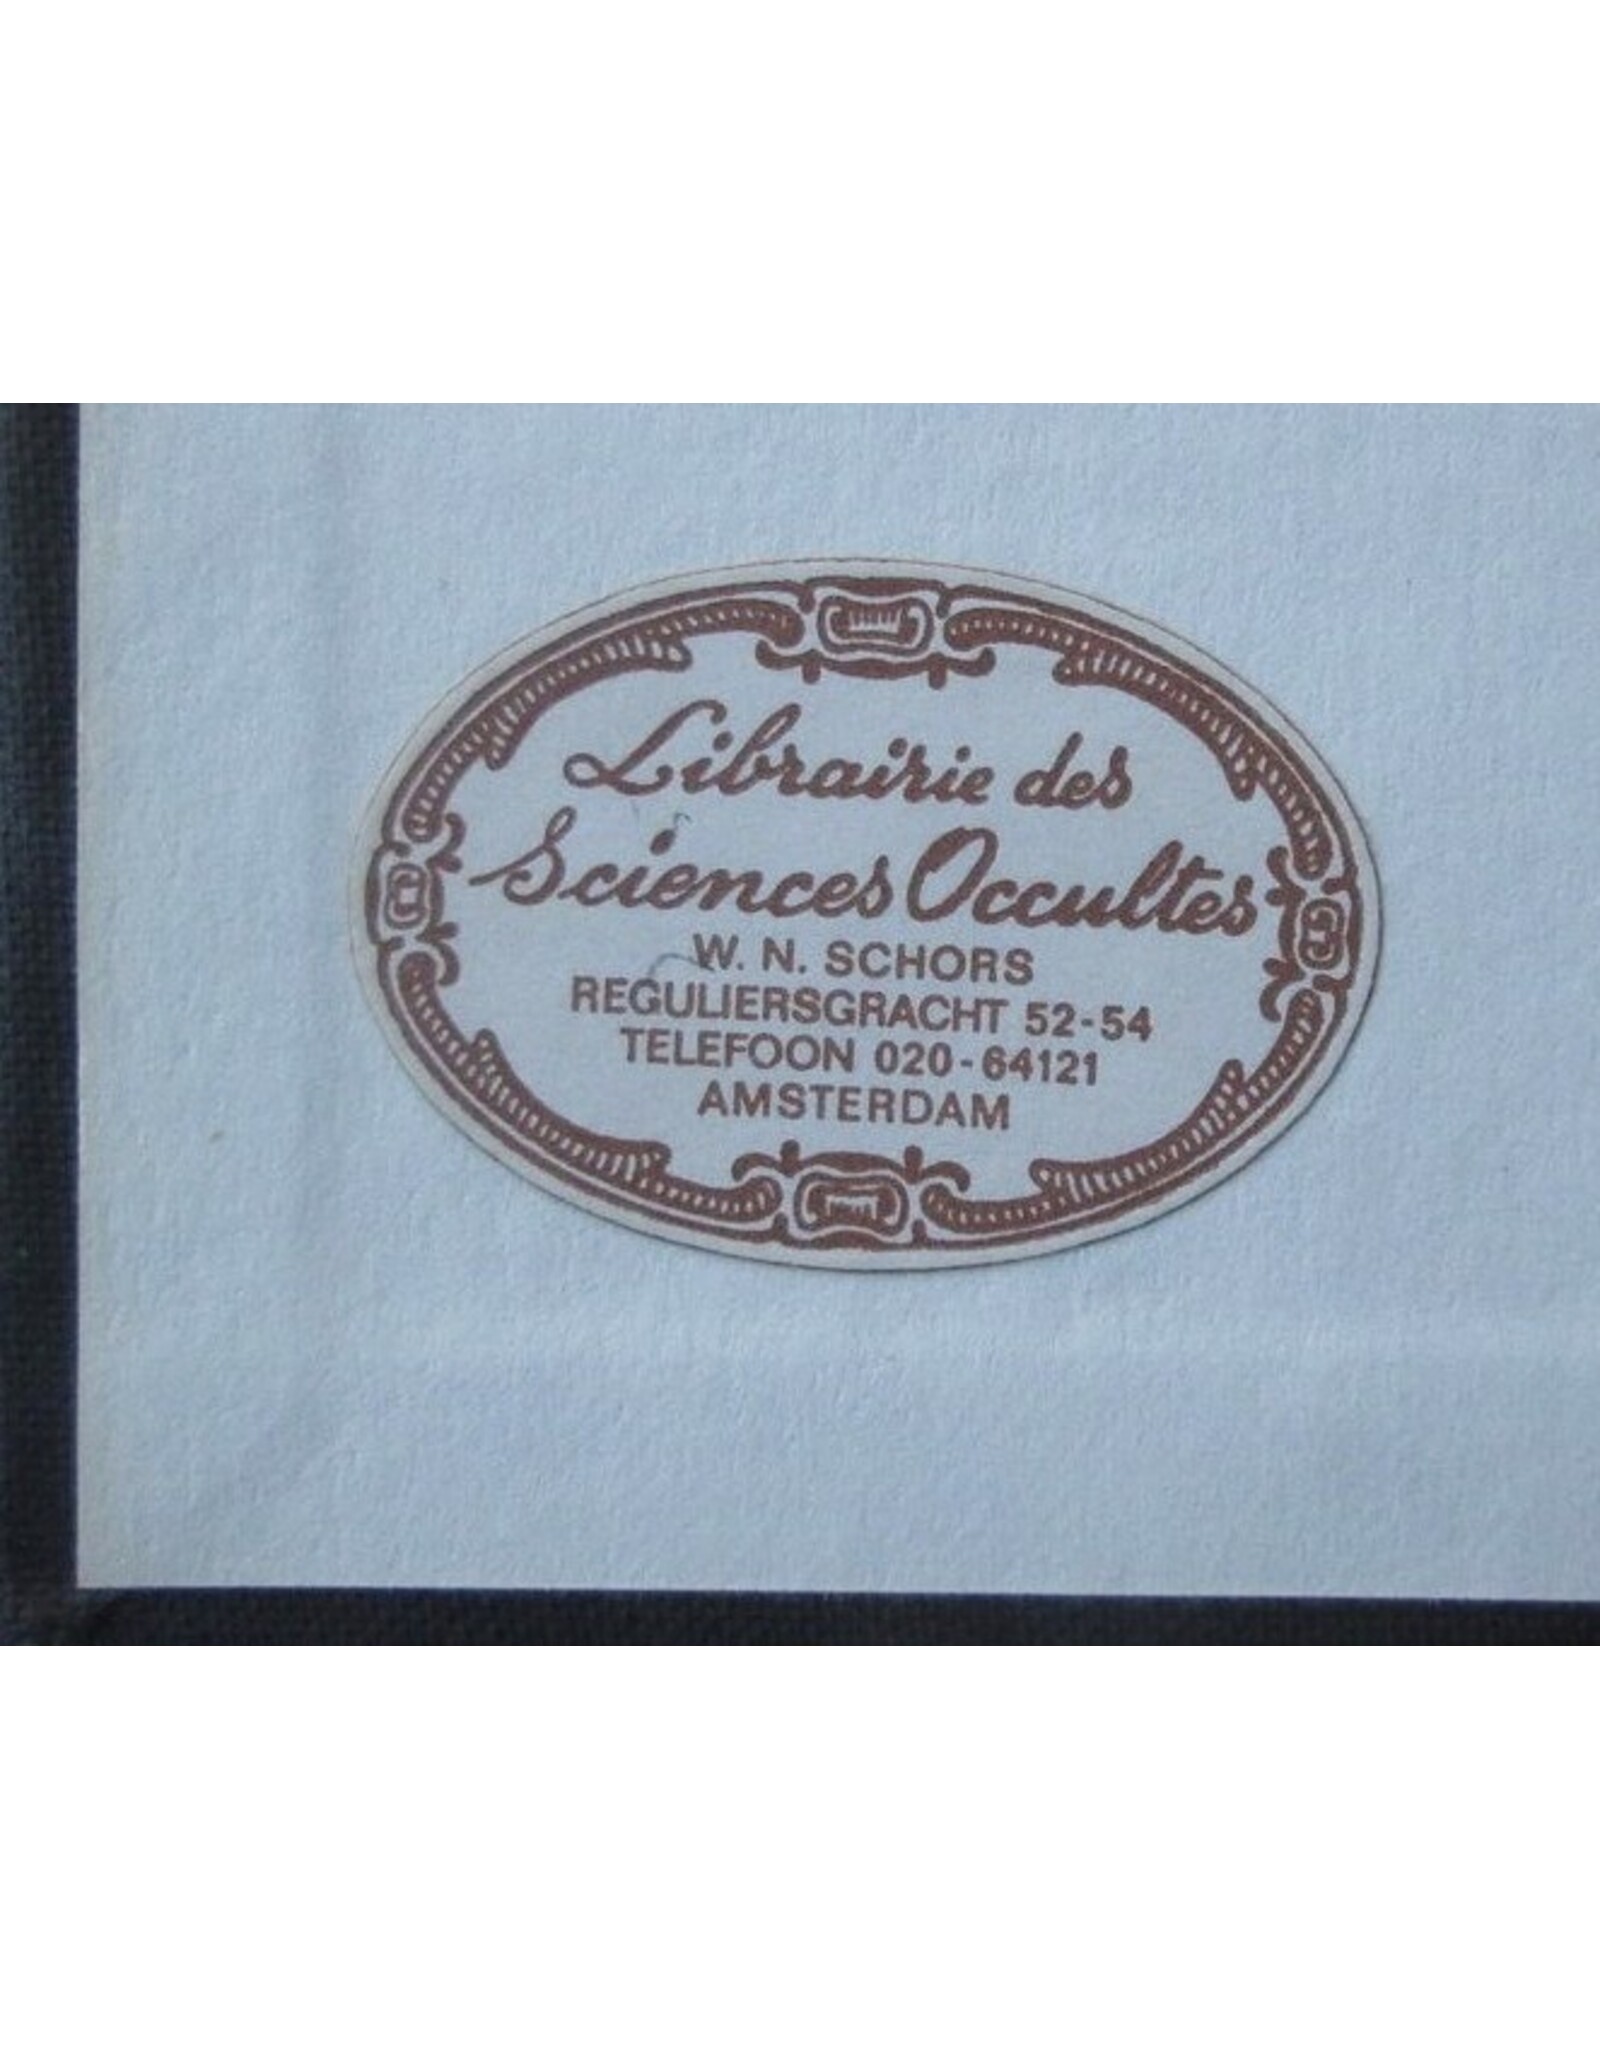 Librairie des
Sciences Occultes
W. N. SCHORS
REGULIERSGRACHT 52-54
TELEFOON 020-64121
AMSTERDAM